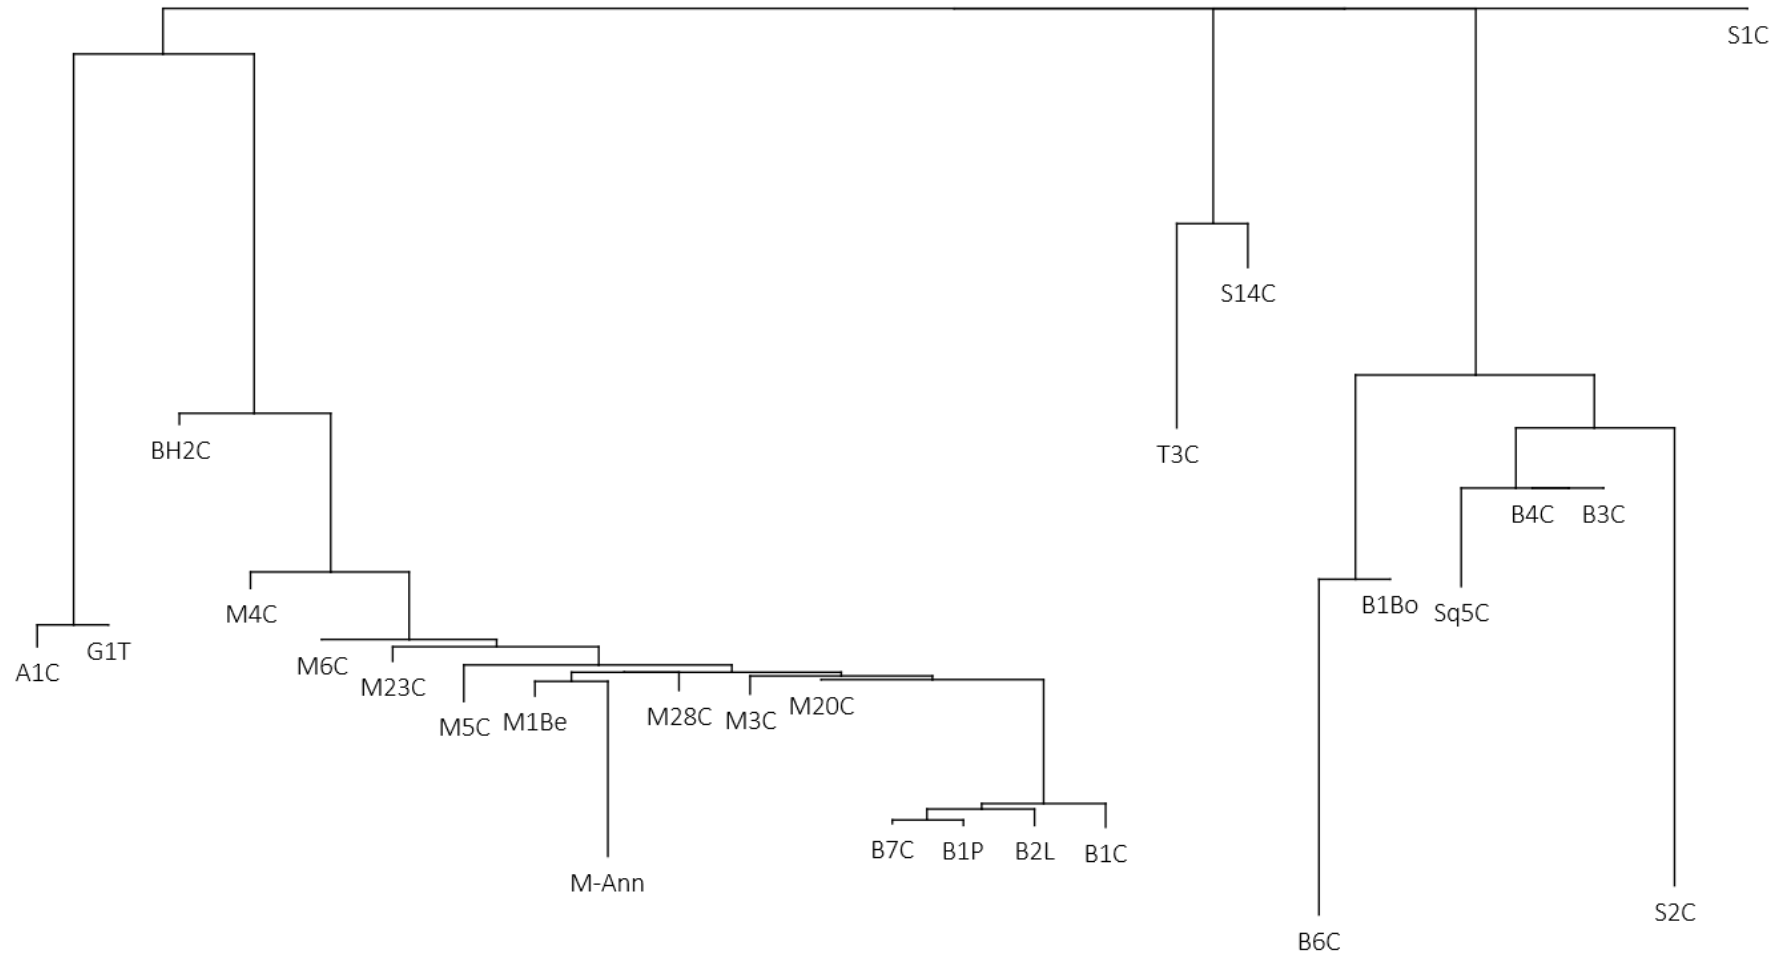 S1C
S14C
BH2C
T3C
B4C
B3C
M4C
B1Bo
Sq5C
G1T
M6C
A1C
M23C
M20C
M28C
M3C
M1Be
M5C
B7C
B1P
B2L
B1C
M-Ann
S2C
B6C